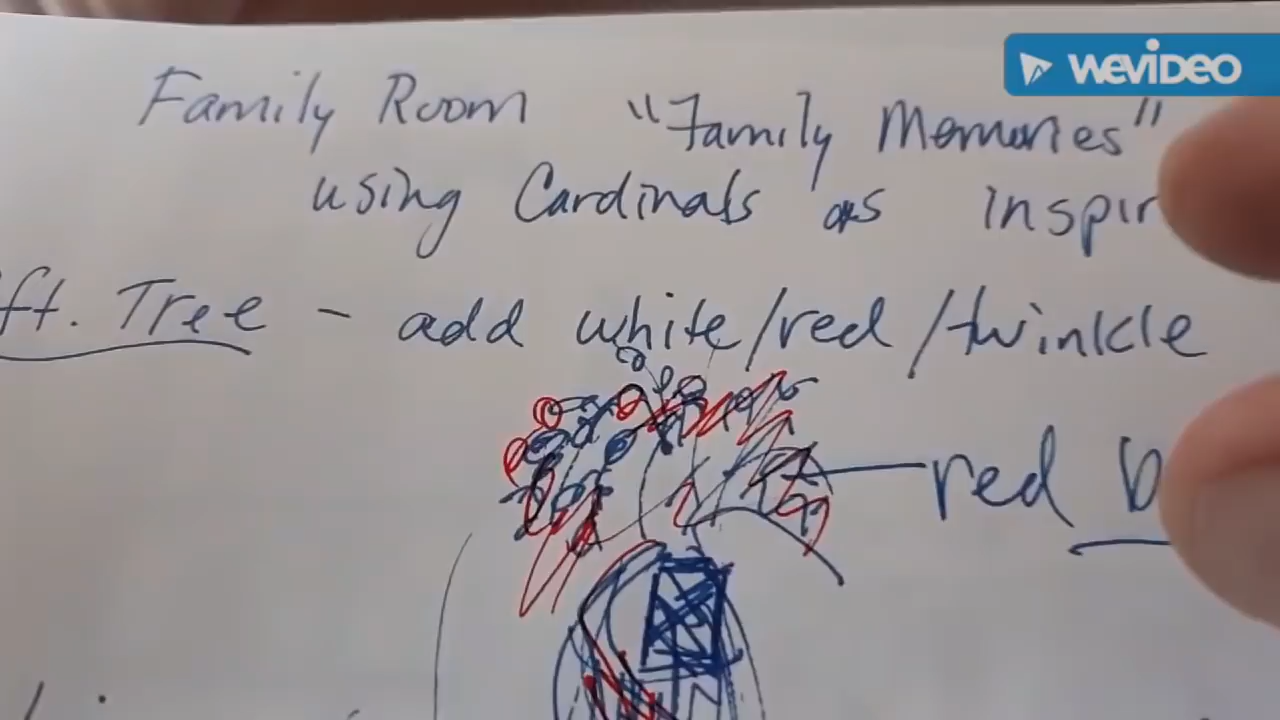 WEVIDEO
Family Room "Family Memories"
using Cardinals as inspir
ft. Tree - add white/red/twinkle
red b